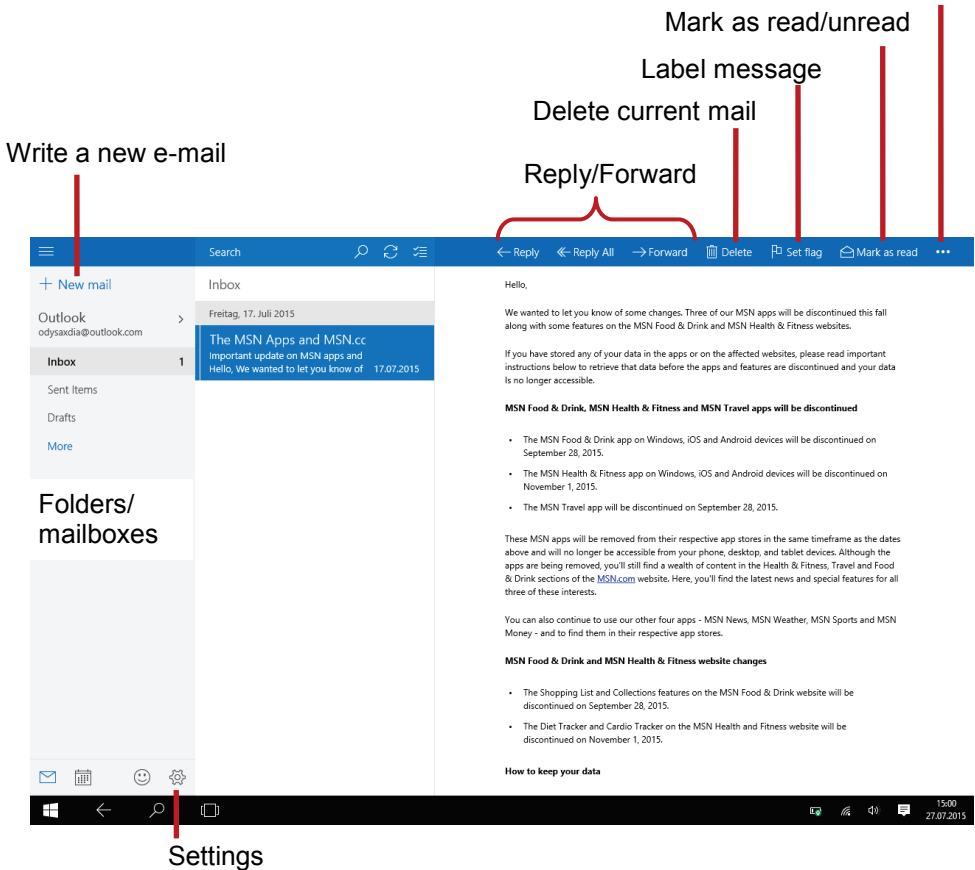 Mark as read/unread
Label message
Delete current mail
Write a new e-mail
Reply/Forward
Search
Reply
Reply All
Forward
Delete
Set flag
Mark as read
New mail
Outlook
odysaxdia@outlook.com
Inbox 1
Sent Items
Drafts
More
Folders/
mailboxes
Inbox
Freitag, 17. Juli 2015
The MSN Apps and MSN.cc
Important update on MSN apps and
Hello, We wanted to let you know of 17.07.2015
Hello,
We wanted to let you know of some changes. Three of our MSN apps will be discontinued this fall
along with some features on the MSN Food & Drink and MSN Health & Fitness websites.
If you have stored any of your data in the apps or on the affected websites, please read important
instructions below to retrieve that data before the apps and features are discontinued and your data
Is no longer accessible.
MSN Food & Drink, MSN Health & Fitness and MSN Travel apps will be discontinued
• The MSN Food & Drink app on Windows, iOS and Android devices will be discontinued on
September 28, 2015.
• The MSN Health & Fitness app on Windows, iOS and Android devices will be discontinued on
November 1, 2015.
• The MSN Travel app will be discontinued on September 28, 2015.
These MSN apps will be removed from their respective app stores in the same timeframe as the dates
above and will no longer be accessible from your phone, desktop, and tablet devices. Although the
apps are being removed, you'll still find a wealth of content in the Health & Fitness, Travel and Food
& Drink sections of the MSN.com website. Here, you'll find the latest news and special features for all
three of these interests.
You can also continue to use our other four apps - MSN News, MSN Weather, MSN Sports and MSN
Money - and to find them in their respective app stores.
MSN Food & Drink and MSN Health & Fitness website changes
• The Shopping List and Collections features on the MSN Food & Drink website will be
discontinued on September 28, 2015.
• The Diet Tracker and Cardio Tracker on the MSN Health and Fitness website will be
discontinued on November 1, 2015.
How to keep your data
15:00
27.07.2015
Settings